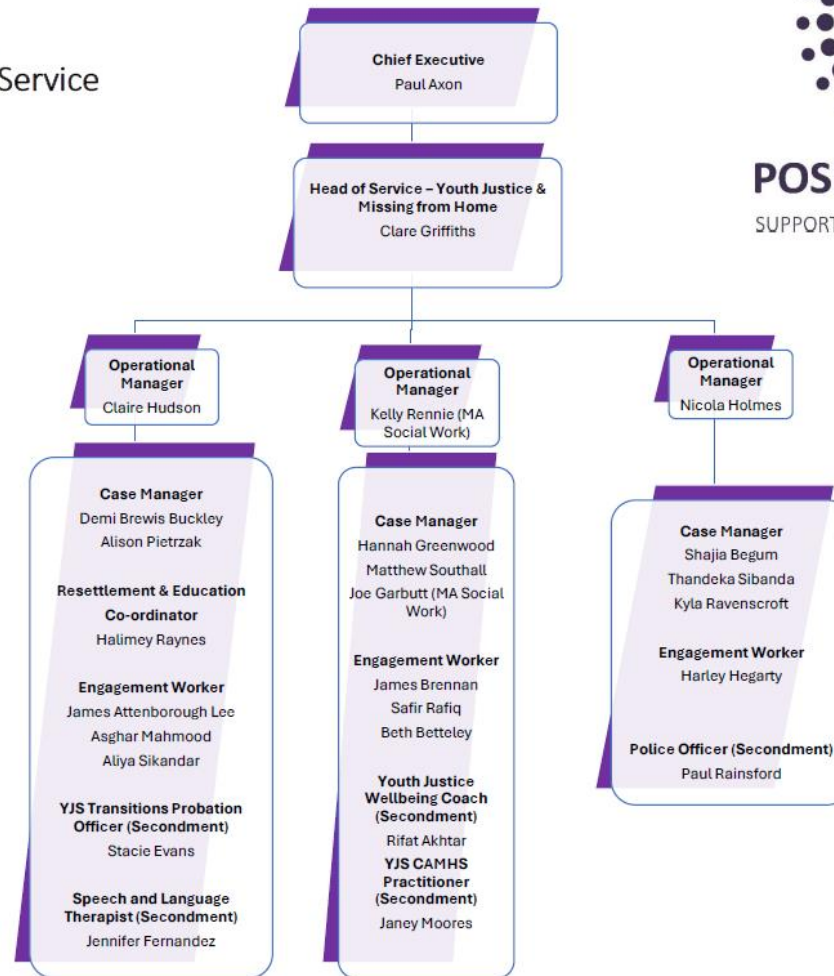 Service
POS
SUPPORT
Chief Executive
Paul Axon
Head of Service – Youth Justice &
Missing from Home
Clare Griffiths
Operational
Manager
Claire Hudson
Case Manager
Demi Brewis Buckley
Alison Pietrzak
Resettlement & Education
Co-ordinator
Halimey Raynes
Engagement Worker
James Attenborough Lee
Asghar Mahmood
Aliya Sikandar
YJS Transitions Probation
Officer (Secondment)
Stacie Evans
Speech and Language
Therapist (Secondment)
Jennifer Fernandez
Operational
Manager
Kelly Rennie (MA
Social Work)
Case Manager
Hannah Greenwood
Matthew Southall
Joe Garbutt (MA Social
Work)
Engagement Worker
James Brennan
Safir Rafiq
Beth Betteley
Youth Justice
Wellbeing Coach
(Secondment)
Rifat Akhtar
YJS CAMHS
Practitioner
(Secondment)
Janey Moores
Operational
Manager
Nicola Holmes
Case Manager
Shajia Begum
Thandeka Sibanda
Kyla Ravenscroft
Engagement Worker
Harley Hegarty
Police Officer (Secondment)
Paul Rainsford